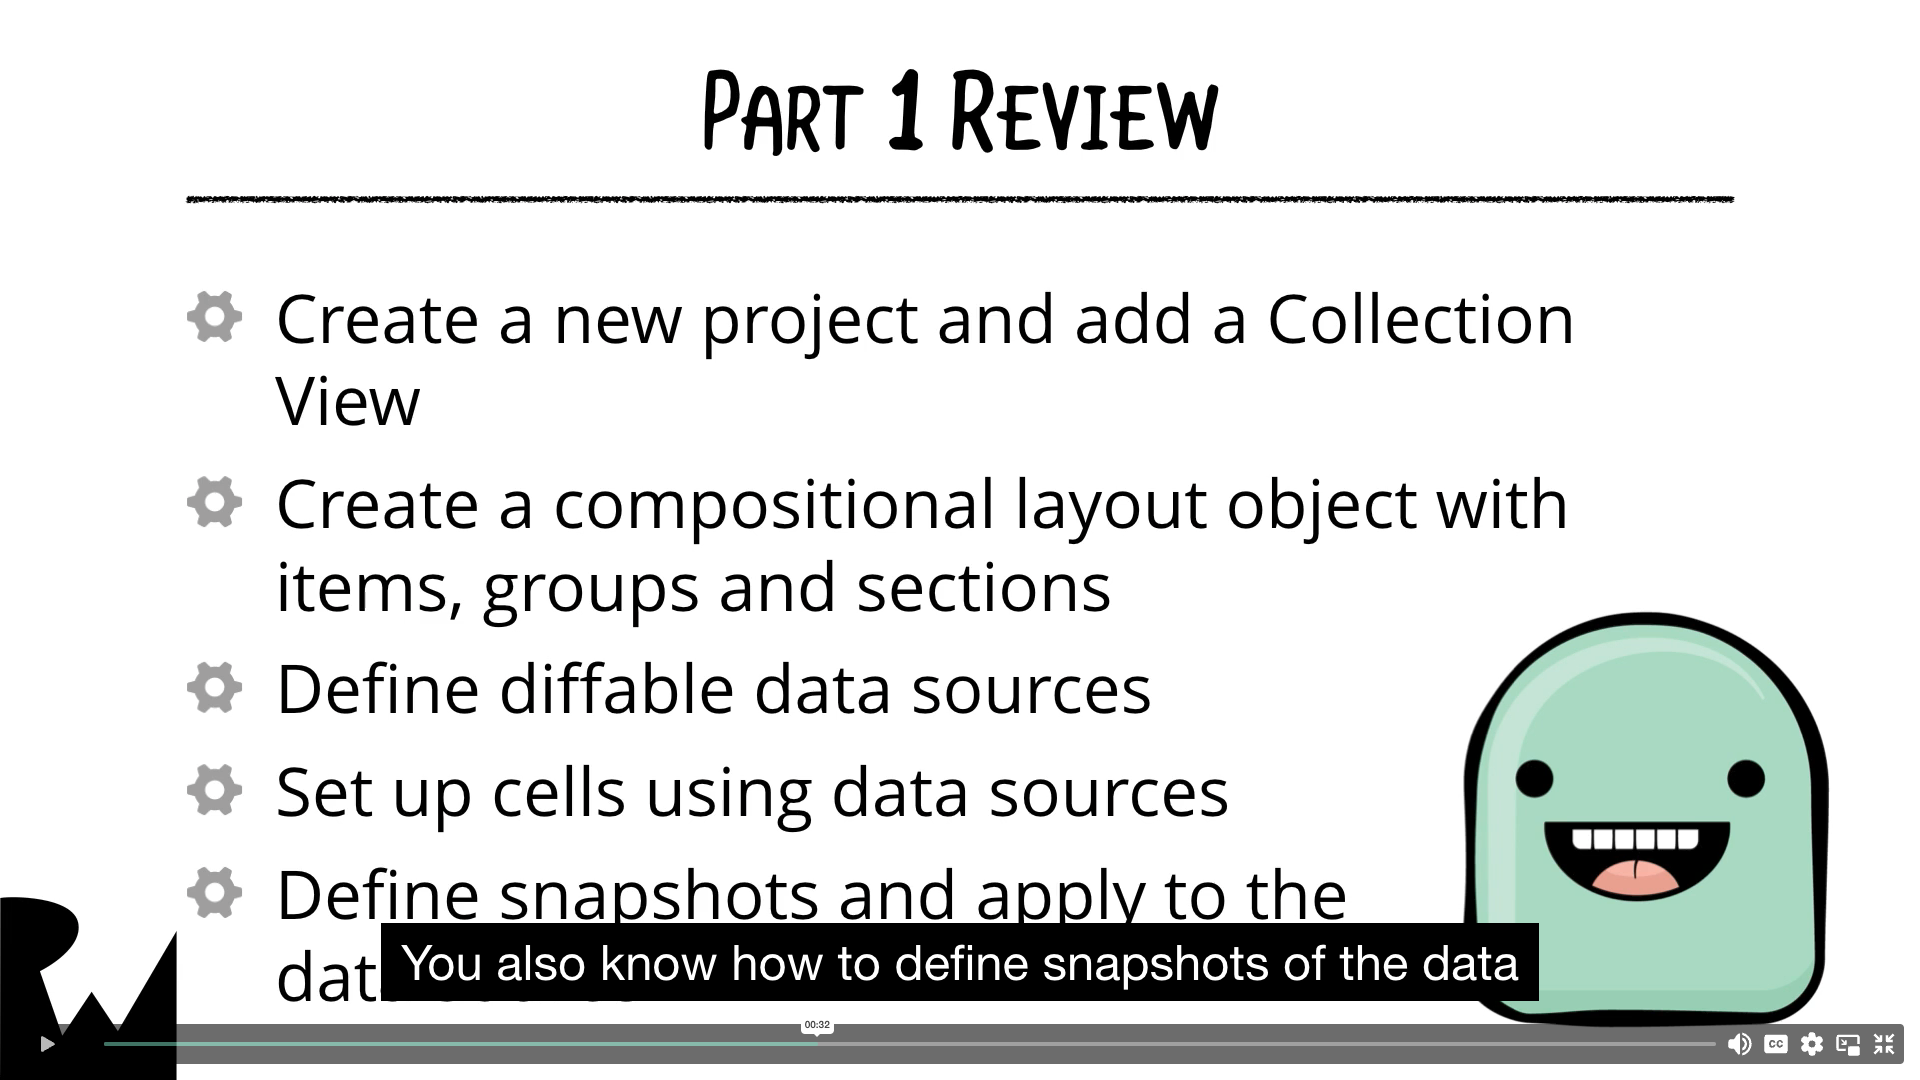 Part 1 Review
Create a new project and add a Collection
View
Create a compositional layout object with
items, groups and sections
Define diffable data sources
Set up cells using data sources
Define snapshots and apply to the
You also know how to define snapshots of the data
00:32
CC